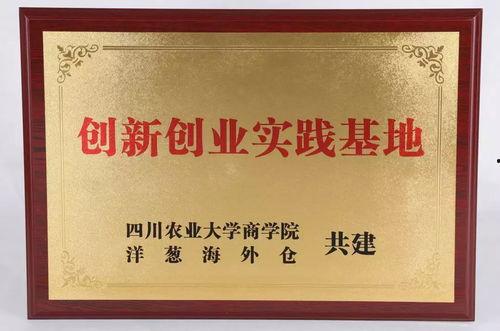 创新创业实践基地
四川农业大学商学院
洋葱海外仓
共建